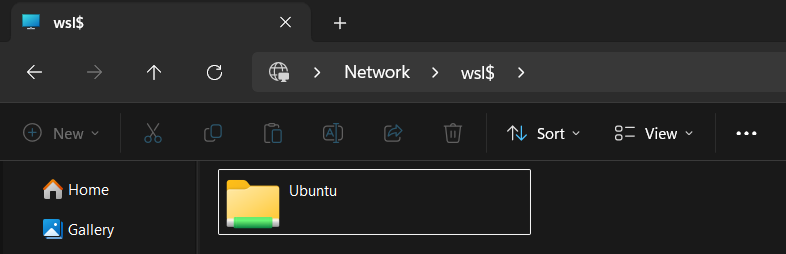 wsl$
Network wsl$
New Sort View
Home
Ubuntu
Gallery